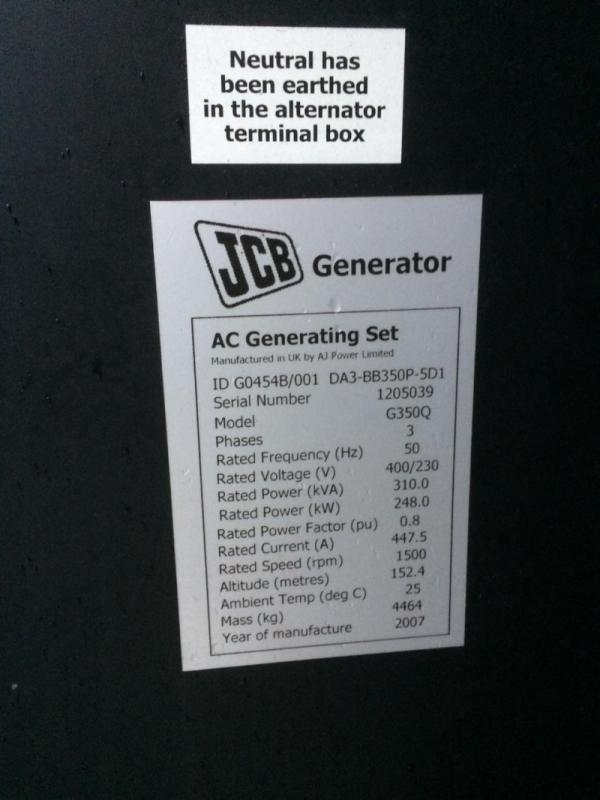 Neutral has
been earthed
in the alternator
terminal box
JCB Generator
AC Generating Set
Manufactured in UK by AJ Power Limited
ID G0454B/001 DA3-BB350P-5D1
Serial Number 1205039
Model G350Q
Phases 3
Rated Frequency (Hz) 50
Rated Voltage (V) 400/230
Rated Power (kVA) 310.0
Rated Power (kW) 248.0
Rated Power Factor (pu) 0.8
Rated Current (A) 447.5
Rated Speed (rpm) 1500
Altitude (metres) 152.4
Ambient Temp (deg C) 25
Mass (kg) 4464
Year of manufacture 2007